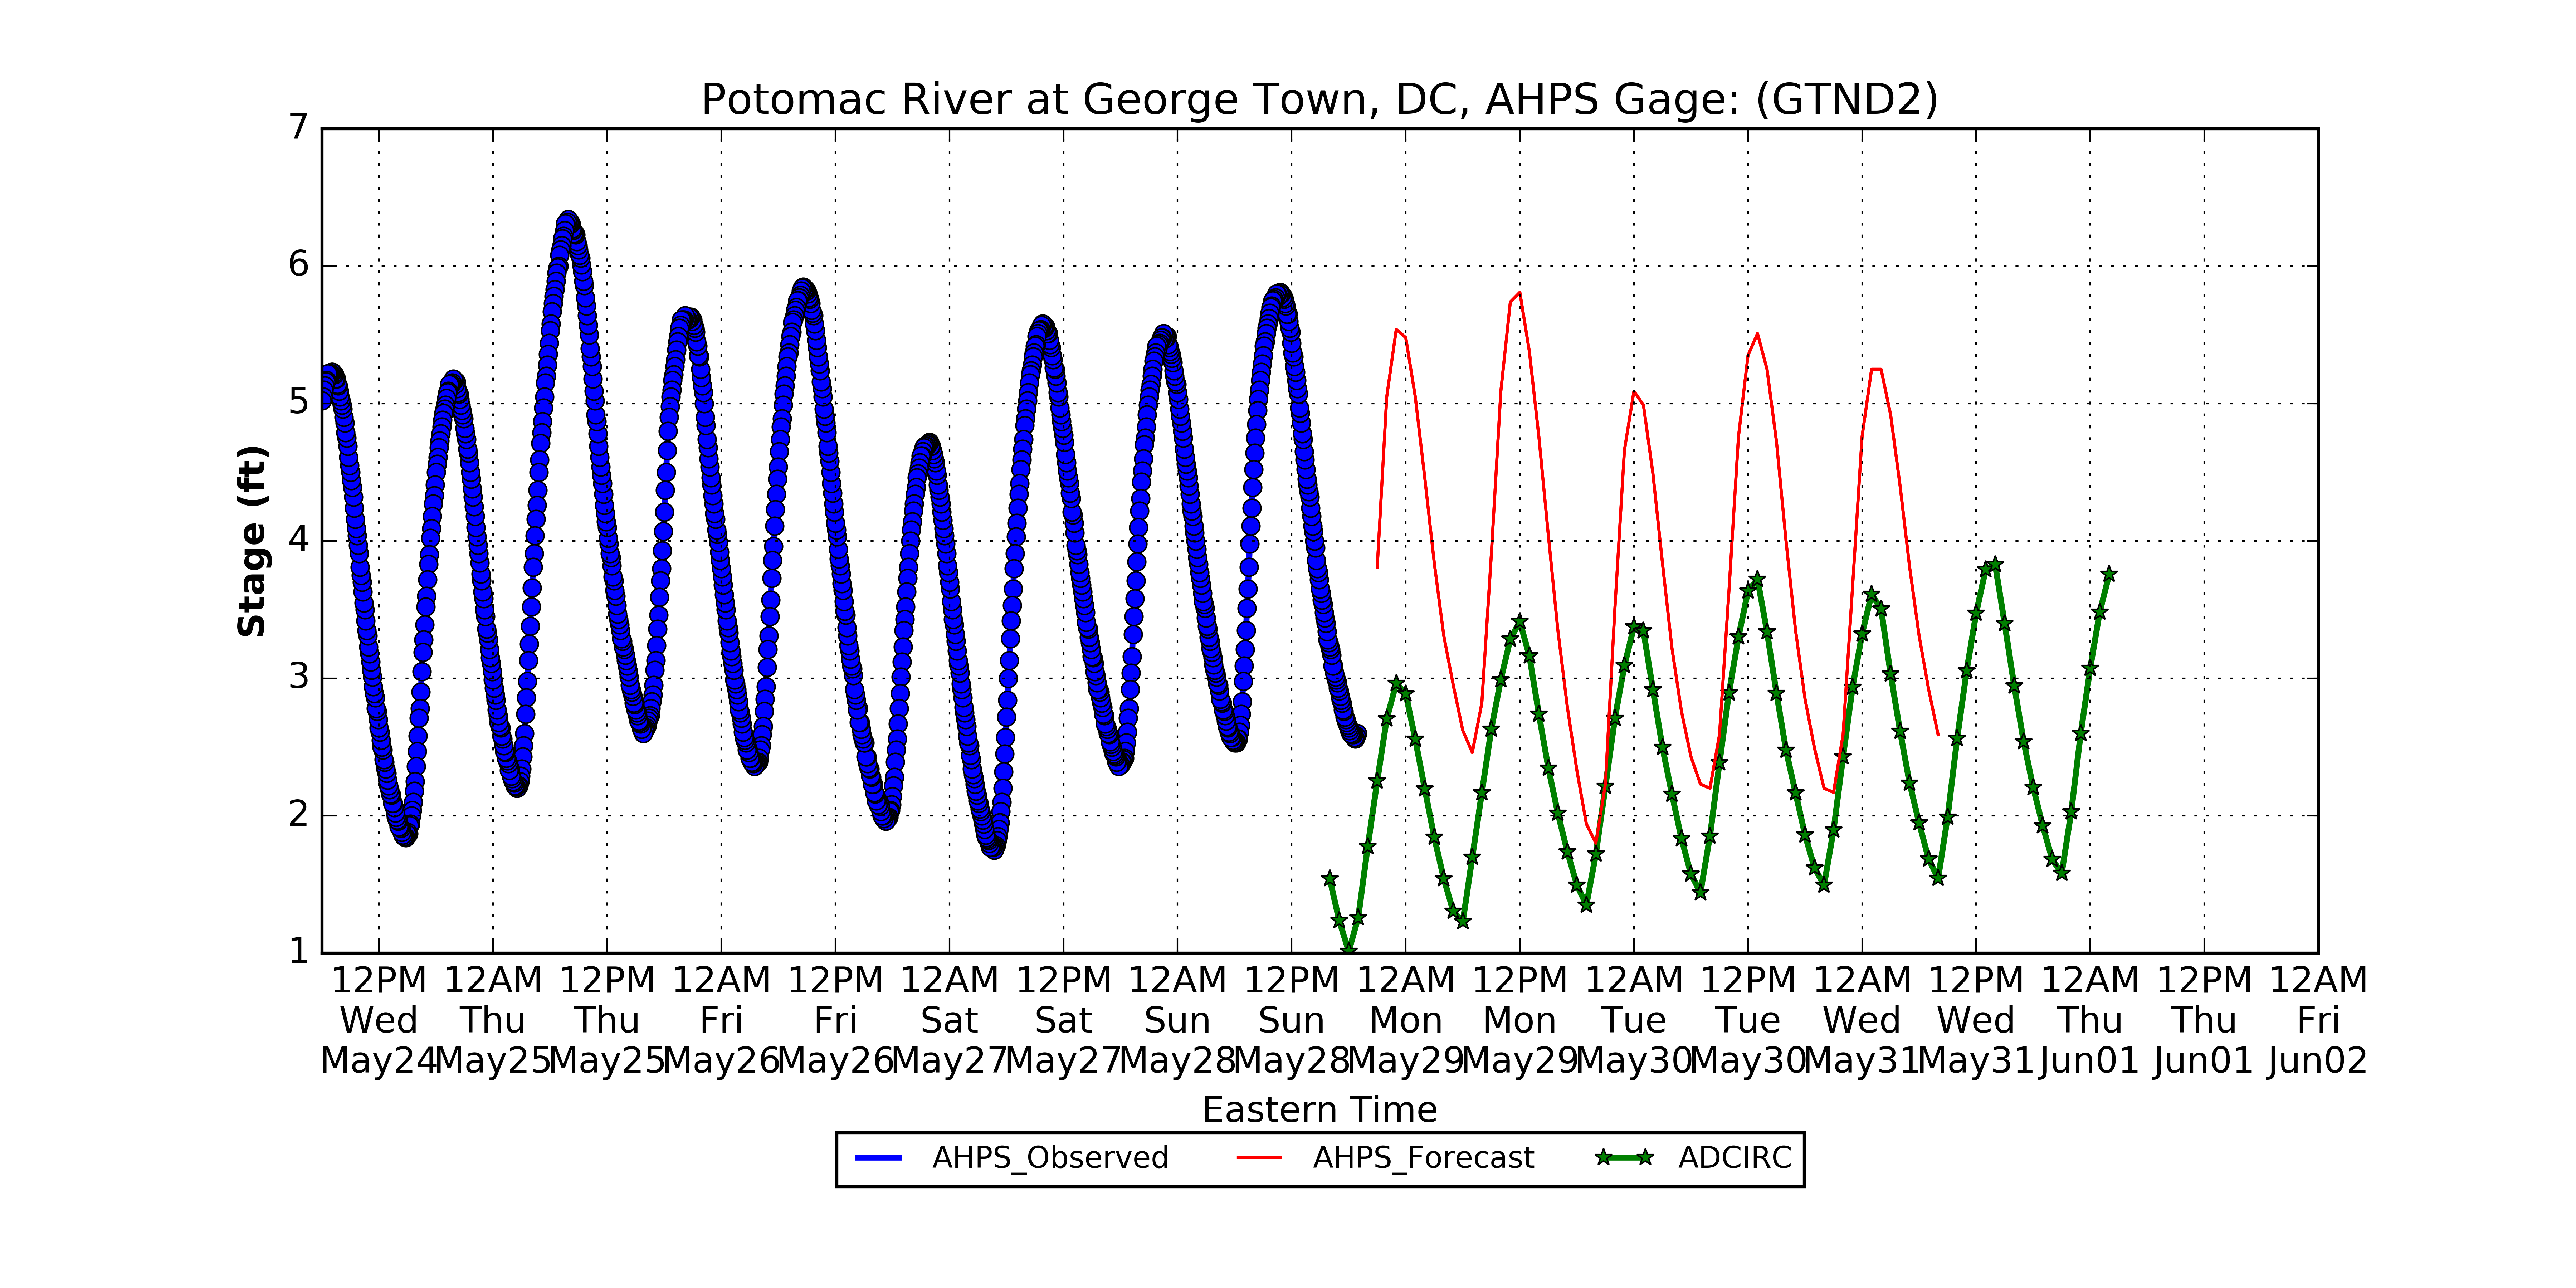 Potomac River at George Town, DC, AHPS Gage: (GTND2)
7
6
5
4
3
2
1
Stage (ft)
12PM 12AM 12PM 12AM 12PM 12AM 12PM 12AM 12PM 12AM 12PM 12AM 12PM 12AM 12PM 12AM 12PM 12AM
Wed Thu Thu Fri Fri Sat Sat Sun Sun Mon Mon Tue Tue Wed Wed Thu Thu Fri
May24 May25 May25 May26 May26 May27 May27 May28 May28 May29 May29 May30 May30 May31 May31 Jun01 Jun01 Jun02
Eastern Time
AHPS_Observed AHPS_Forecast ADCIRC